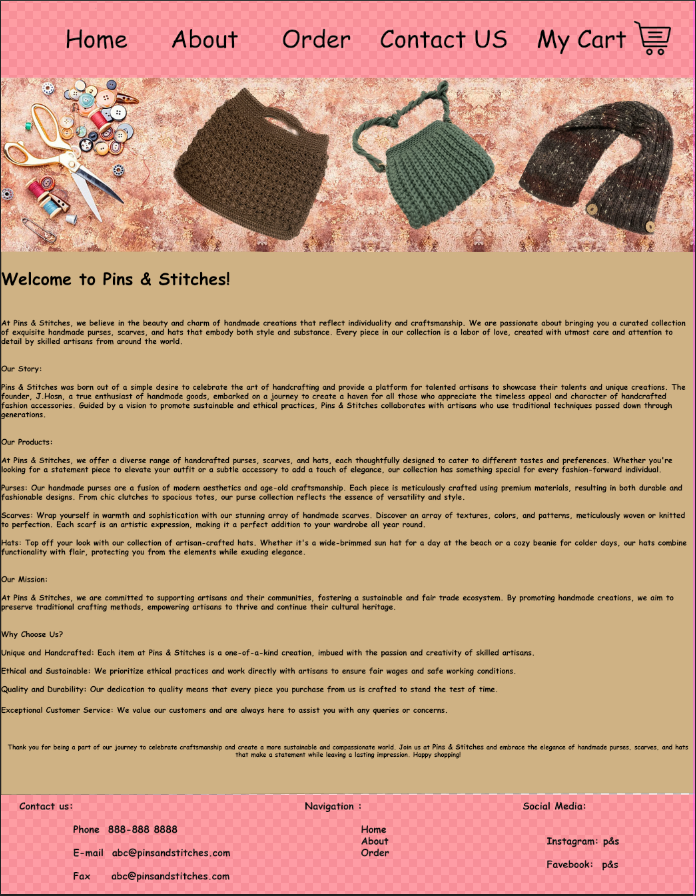 Home About Order Contact US My Cart
Welcome to Pins & Stitches!
At Pins & Stitches, we believe in the beauty and charm of handmade creations that reflect individuality and craftsmanship. We are passionate about bringing you a curated collection
of exquisite handmade purses, scarves, and hats that embody both style and substance. Every piece in our collection is a labor of love, created with utmost care and attention to
detail by skilled artisans from around the world.
Our Story:
Pins & Stitches was born out of a simple desire to celebrate the art of handcrafting and provide a platform for talented artisans to showcase their talents and unique creations. The
founder, J.Hosn, a true enthusiast of handmade goods, embarked on a journey to create a haven for all those who appreciate the timeless appeal and character of handcrafted
fashion accessories. Guided by a vision to promote sustainable and ethical practices, Pins & Stitches collaborates with artisans who use traditional techniques passed down through
generations.
Our Products:
At Pins & Stitches, we offer a diverse range of handcrafted purses, scarves, and hats, each thoughtfully designed to cater to different tastes and preferences. Whether you're
looking for a statement piece to elevate your outfit or a subtle accessory to add a touch of elegance, our collection has something special for every fashion-forward individual.
Purses: Our handmade purses are a fusion of modern aesthetics and age-old craftsmanship. Each piece is meticulously crafted using premium materials, resulting in both durable and
fashionable designs. From chic clutches to spacious totes, our purse collection reflects the essence of versatility and style.
Scarves: Wrap yourself in warmth and sophistication with our stunning array of handmade scarves. Discover an array of textures, colors, and patterns, meticulously woven or knitted
to perfection. Each scarf is an artistic expression, making it a perfect addition to your wardrobe all year round.
Hats: Top off your look with our collection of artisan-crafted hats. Whether it's a wide-brimmed sun hat for a day at the beach or a cozy beanie for colder days, our hats combine
functionality with flair, protecting you from the elements while exuding elegance.
Our Mission:
At Pins & Stitches, we are committed to supporting artisans and their communities, fostering a sustainable and fair trade ecosystem. By promoting handmade creations, we aim to
preserve traditional crafting methods, empowering artisans to thrive and continue their cultural heritage.
Why Choose Us?
Unique and Handcrafted: Each item at Pins & Stitches is a one-of-a-kind creation, imbued with the passion and creativity of skilled artisans.
Ethical and Sustainable: We prioritize ethical practices and work directly with artisans to ensure fair wages and safe working conditions.
Quality and Durability: Our dedication to quality means that every piece you purchase from us is crafted to stand the test of time.
Exceptional Customer Service: We value our customers and are always here to assist you with any queries or concerns.
Thank you for being a part of our journey to celebrate craftsmanship and create a more sustainable and compassionate world. Join us at Pins & Stitches and embrace the elegance of handmade purses, scarves, and hats
that make a statement while leaving a lasting impression. Happy shopping!
Contact us:
Phone 888-888 8888
E-mail abc@pinsandstitches.com
Fax abc@pinsandstitches.com
Navigation :
Home
About
Order
Social Media:
Instagram: p&s
Favebook: p&s